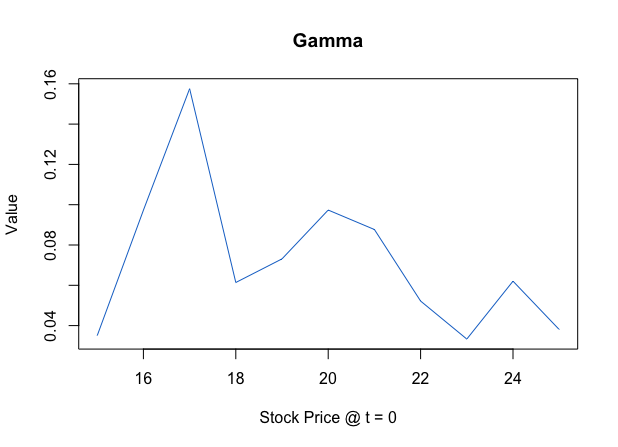 Gamma
0.16
0.12
0.08
0.04
Value
16 18 20 22 24
Stock Price @ t = 0